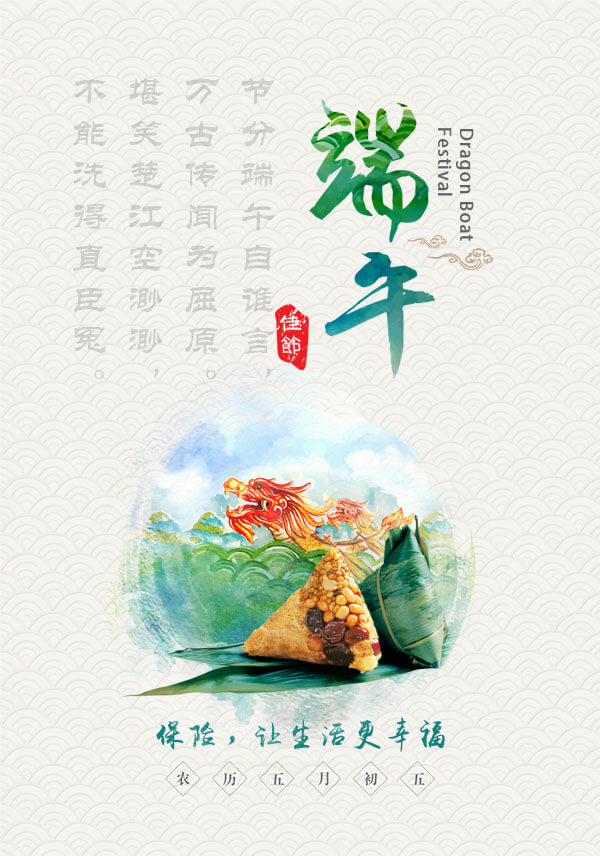 端午
Dragon Boat
Festival
佳節
节分端午自谁言，
万古传闻为屈原。
堪笑楚江空渺渺，
不能洗得直臣冤。
保险，让生活更幸福
农历五月初五